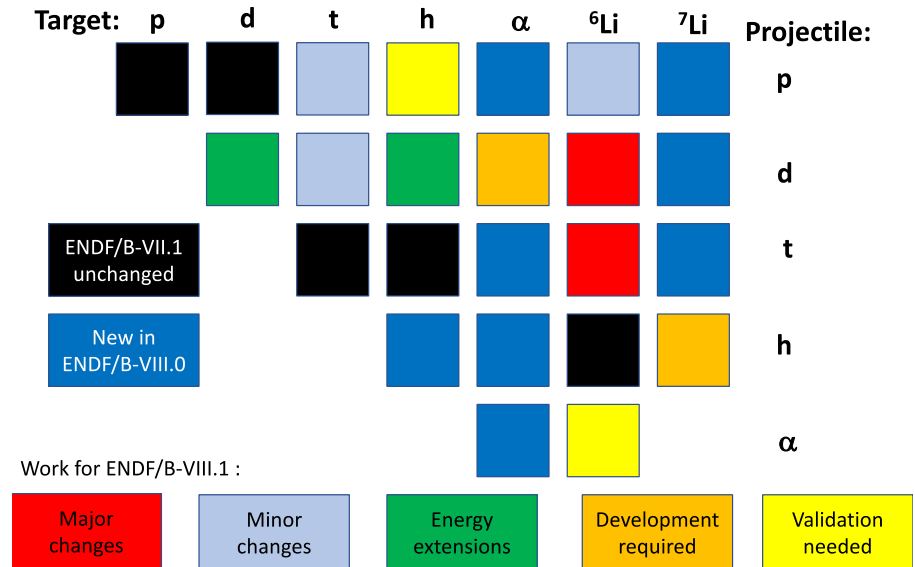 Target: p d t h α ⁶Li ⁷Li Projectile:
p
d
ENDF/B-VII.1
unchanged
t
New in
ENDF/B-VIII.0
h
α
Work for ENDF/B-VIII.1 :
Major
changes
Minor
changes
Energy
extensions
Development
required
Validation
needed